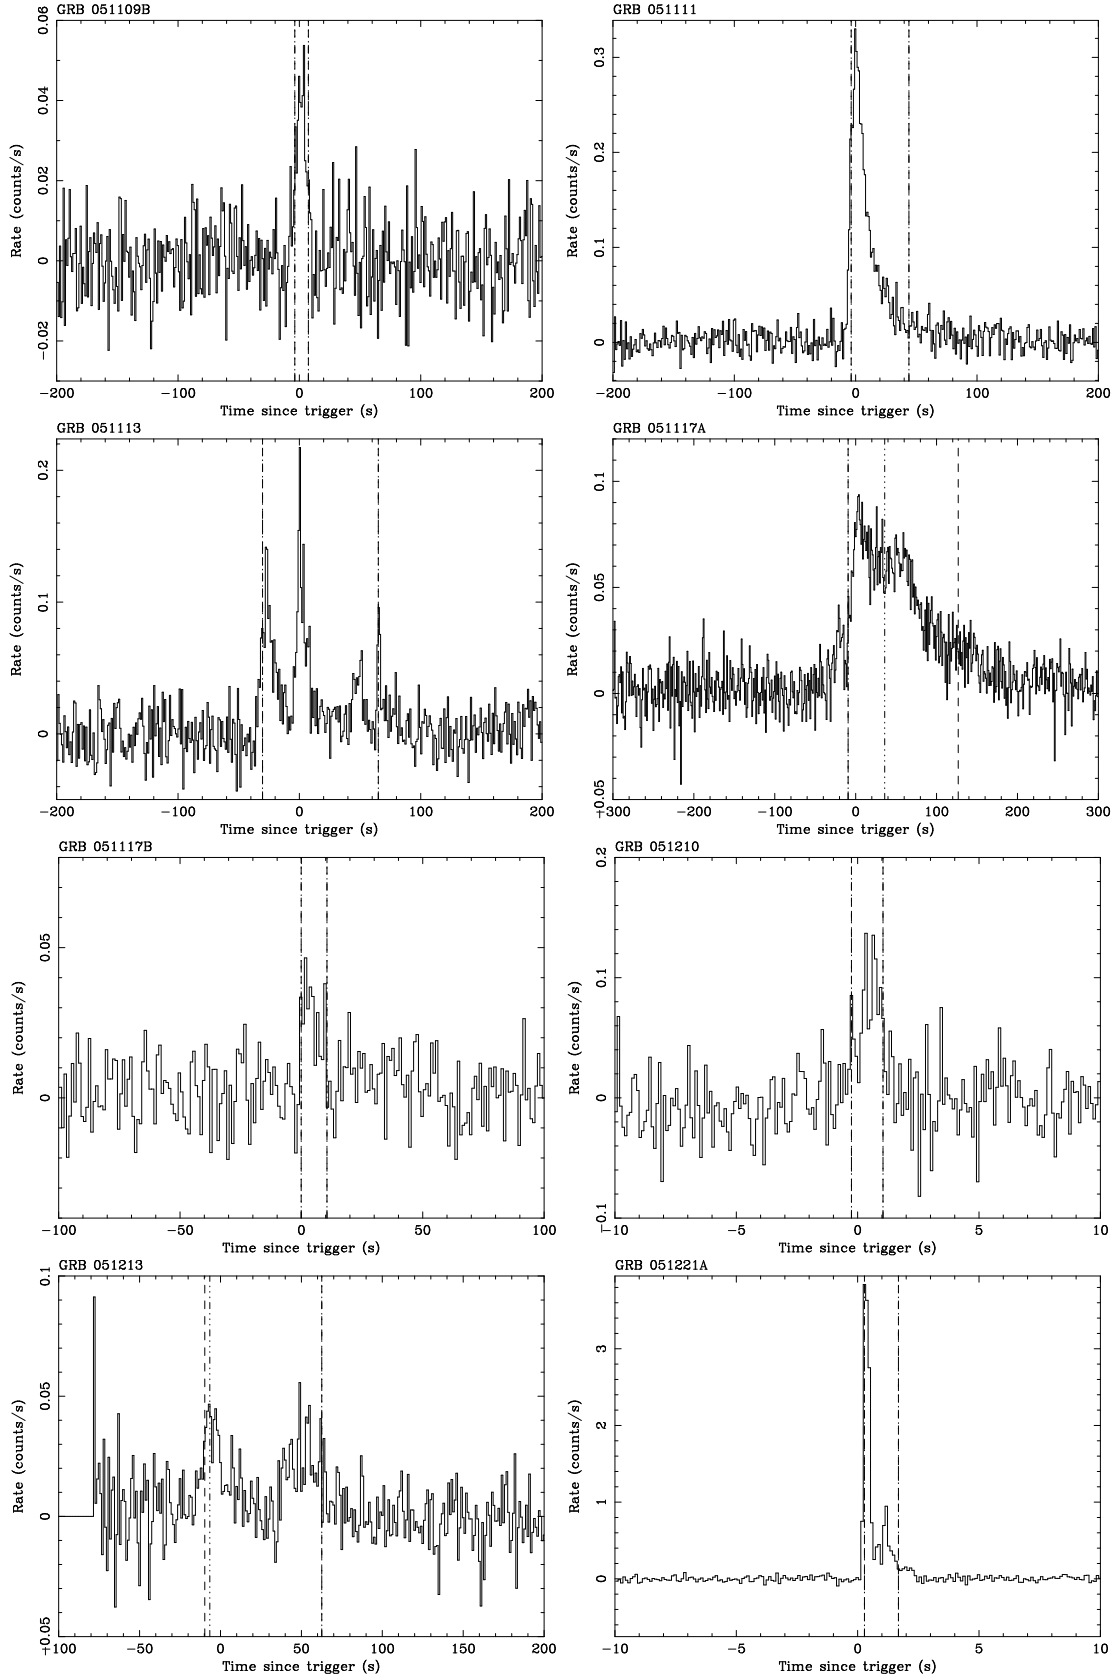 GRB 051109B
Rate (counts/s)
−0.02 0 0.02 0.04 0.06
−200 −100 0 100 200
Time since trigger (s)
GRB 051111
Rate (counts/s)
0 0.1 0.2 0.3
−200 −100 0 100 200
Time since trigger (s)
GRB 051113
Rate (counts/s)
0 0.1 0.2
−200 −100 0 100 200
Time since trigger (s)
GRB 051117A
Rate (counts/s)
−0.05 0 0.05 0.1
−300 −200 −100 0 100 200 300
Time since trigger (s)
GRB 051117B
Rate (counts/s)
0 0.05
−100 −50 0 50 100
Time since trigger (s)
GRB 051210
Rate (counts/s)
−0.1 0 0.1 0.2
−10 −5 0 5 10
Time since trigger (s)
GRB 051213
Rate (counts/s)
−0.05 0 0.05 0.1
−100 −50 0 50 100 150 200
Time since trigger (s)
GRB 051221A
Rate (counts/s)
0 1 2 3
−10 −5 0 5 10
Time since trigger (s)